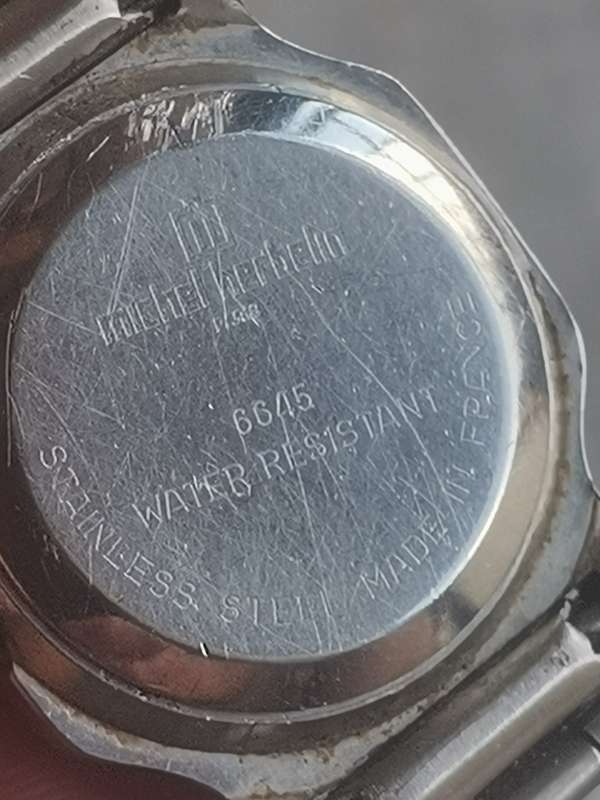 michel herbelin
6645
WATER RESISTANT
STAINLESS STEEL MADE IN FRANCE